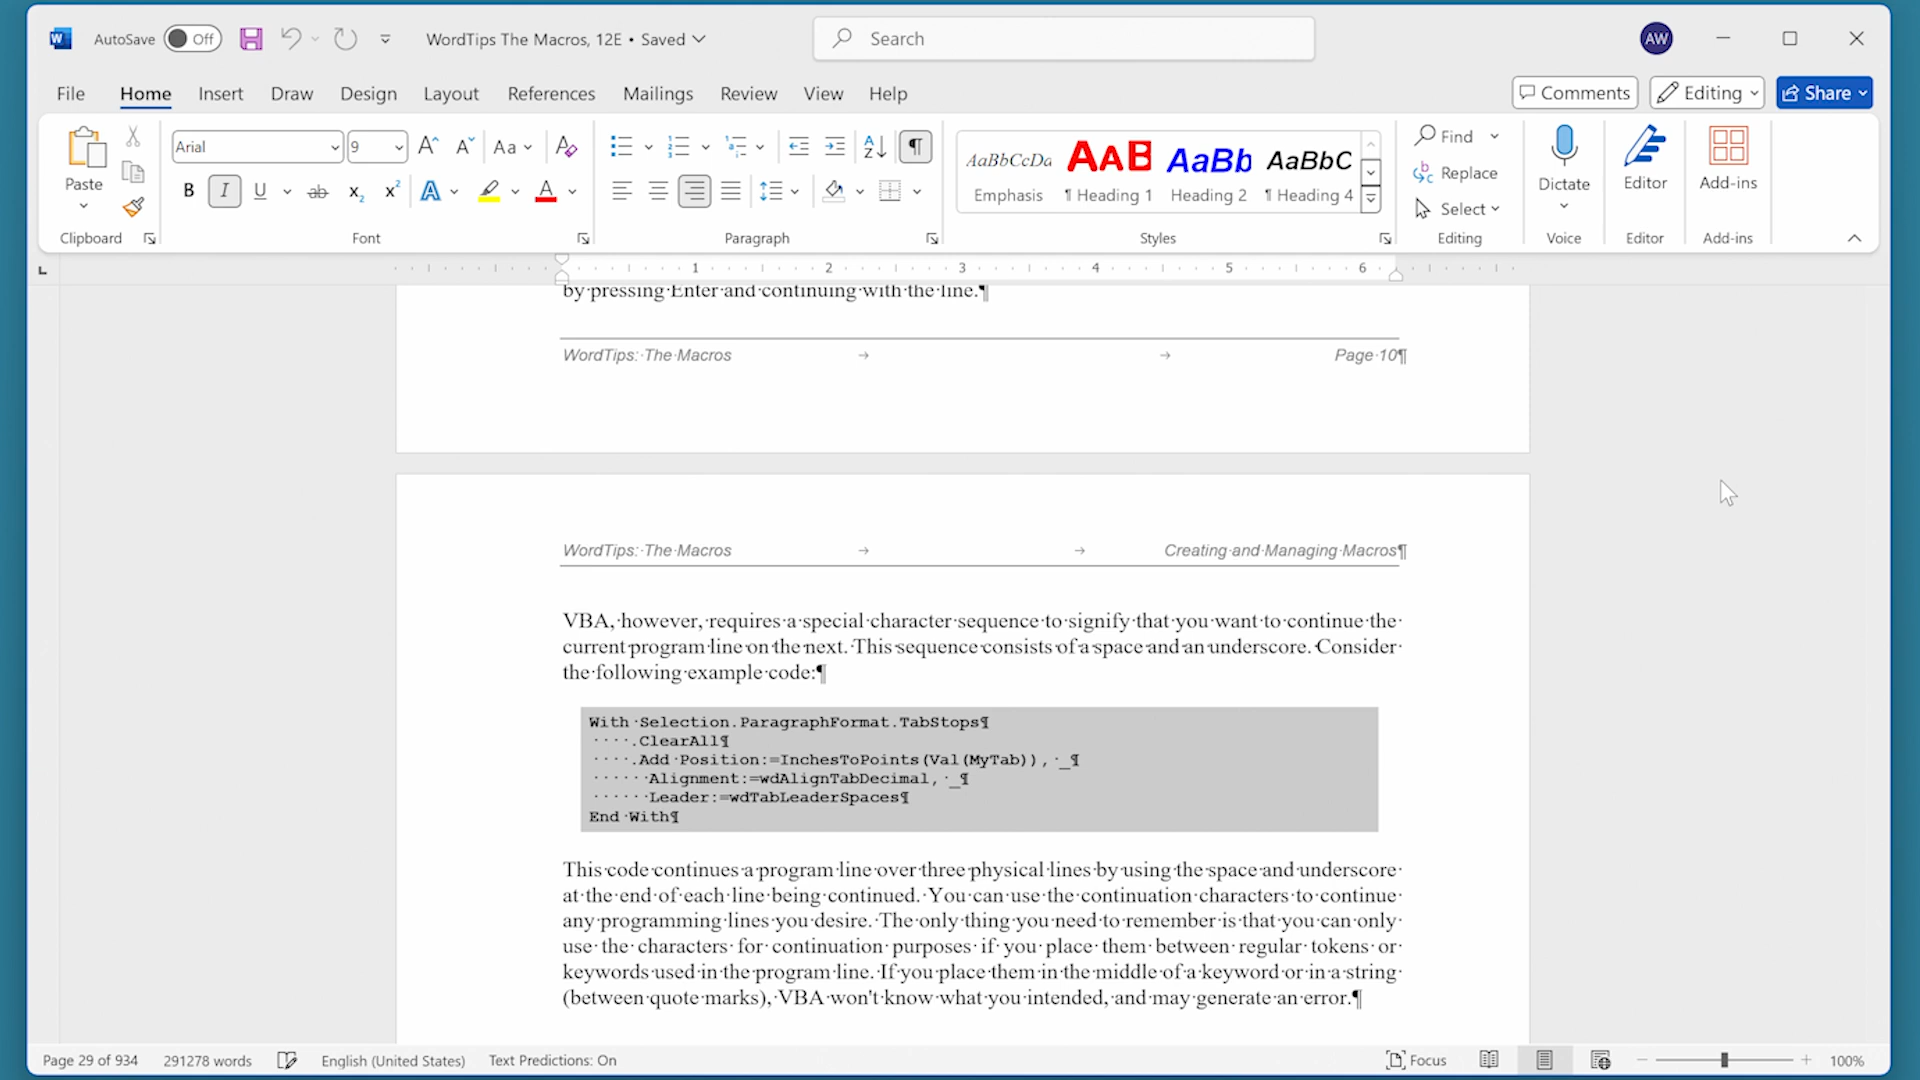 AutoSave Off WordTips The Macros, 12E • Saved Search AW
File Home Insert Draw Design Layout References Mailings Review View Help Comments Editing Share
Paste Arial 9 Aa AaBbCcDd AaB AaBb AaBbC Find Dictate Editor Add-ins
Emphasis ¶ Heading 1 Heading 2 ¶ Heading 4 Replace
B I U ab x₂ x² A A Select
Clipboard Font Paragraph Styles Editing Voice Editor Add-ins
1 2 3 4 5 6
by·pressing·Enter·and·continuing·with·the·line.¶
WordTips:·The·Macros → → Page·10¶
WordTips:·The·Macros → → Creating·and·Managing·Macros¶
VBA,·however,·requires·a·special·character·sequence·to·signify·that·you·want·to·continue·the·
current·program·line·on·the·next.·This·sequence·consists·of·a·space·and·an·underscore.·Consider·
the·following·example·code:¶
With·Selection.ParagraphFormat.TabStops¶
····.ClearAll¶
····.Add·Position:=InchesToPoints(Val(MyTab)),·_¶
······Alignment:=wdAlignTabDecimal,·_¶
······Leader:=wdTabLeaderSpaces¶
End·With¶
This·code·continues·a·program·line·over·three·physical·lines·by·using·the·space·and·underscore·
at·the·end·of·each·line·being·continued.·You·can·use·the·continuation·characters·to·continue·
any·programming·lines·you·desire.·The·only·thing·you·need·to·remember·is·that·you·can·only·
use·the·characters·for·continuation·purposes·if·you·place·them·between·regular·tokens·or·
keywords·used·in·the·program·line.·If·you·place·them·in·the·middle·of·a·keyword·or·in·a·string·
(between·quote·marks),·VBA·won't·know·what·you·intended,·and·may·generate·an·error.¶
Page 29 of 934 291278 words English (United States) Text Predictions: On Focus 100%